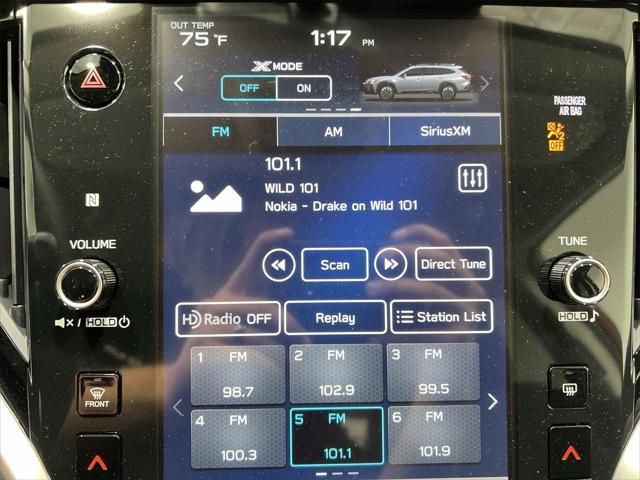 OUT TEMP
75 °F
1:17 PM
X MODE
OFF ON
PASSENGER
AIR BAG
2
OFF
FM AM SiriusXM
101.1
WILD 101
Nokia - Drake on Wild 101
VOLUME
TUNE
Scan Direct Tune
× / HOLD
HOLD
HD Radio OFF Replay Station List
1 FM 2 FM 3 FM
98.7 102.9 99.5
FRONT
4 FM 5 FM 6 FM
100.3 101.1 101.9